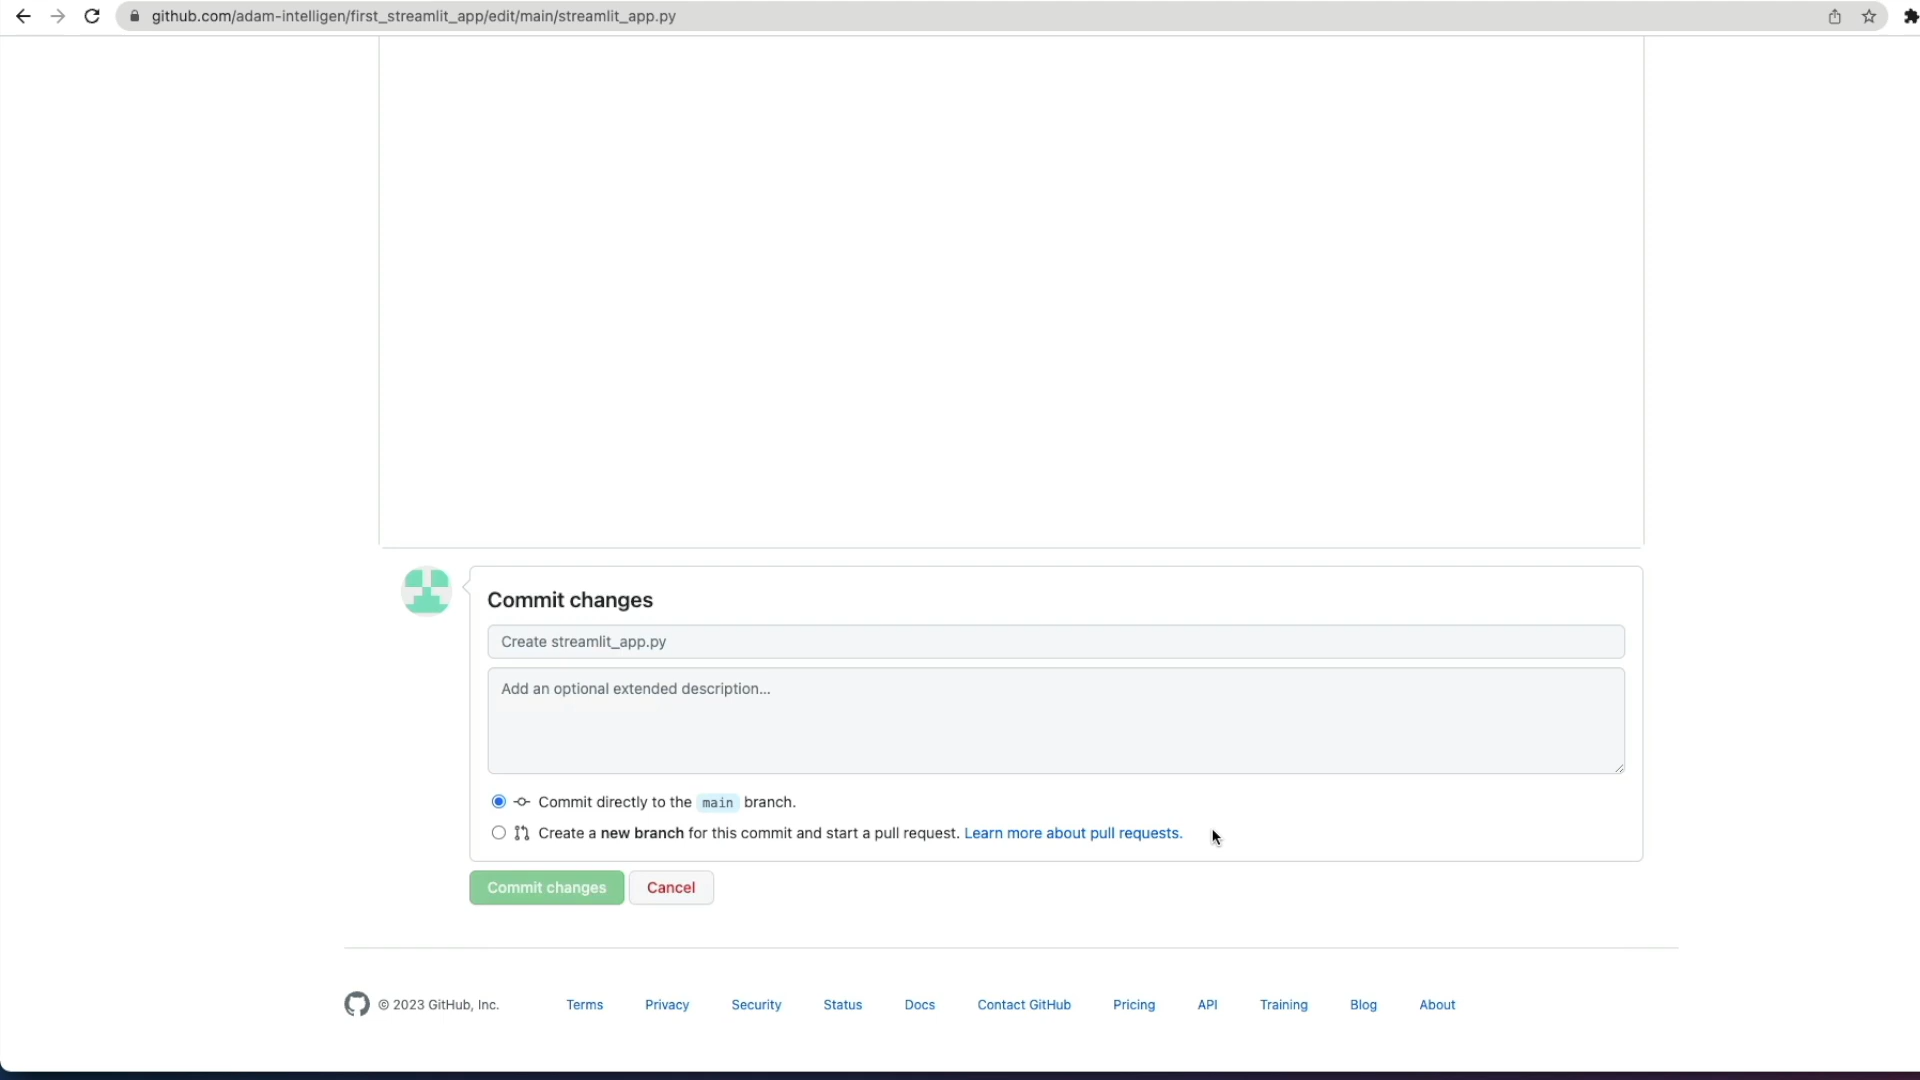 github.com/adam-intelligen/first_streamlit_app/edit/main/streamlit_app.py
Commit changes
Create streamlit_app.py
Add an optional extended description...
Commit directly to the main branch.
Create a new branch for this commit and start a pull request. Learn more about pull requests.
Commit changes Cancel
© 2023 GitHub, Inc. Terms Privacy Security Status Docs Contact GitHub Pricing API Training Blog About